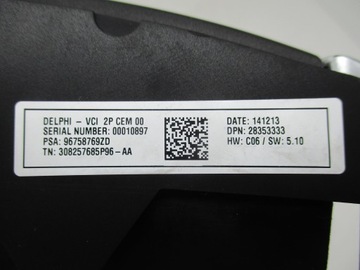 DELPHI - VCI 2P CEM 00
SERIAL NUMBER: 00010897
PSA: 96758769ZD
TN: 308257685P96-AA
DATE: 141213
DPN: 28353333
HW: C06 / SW: 5.10